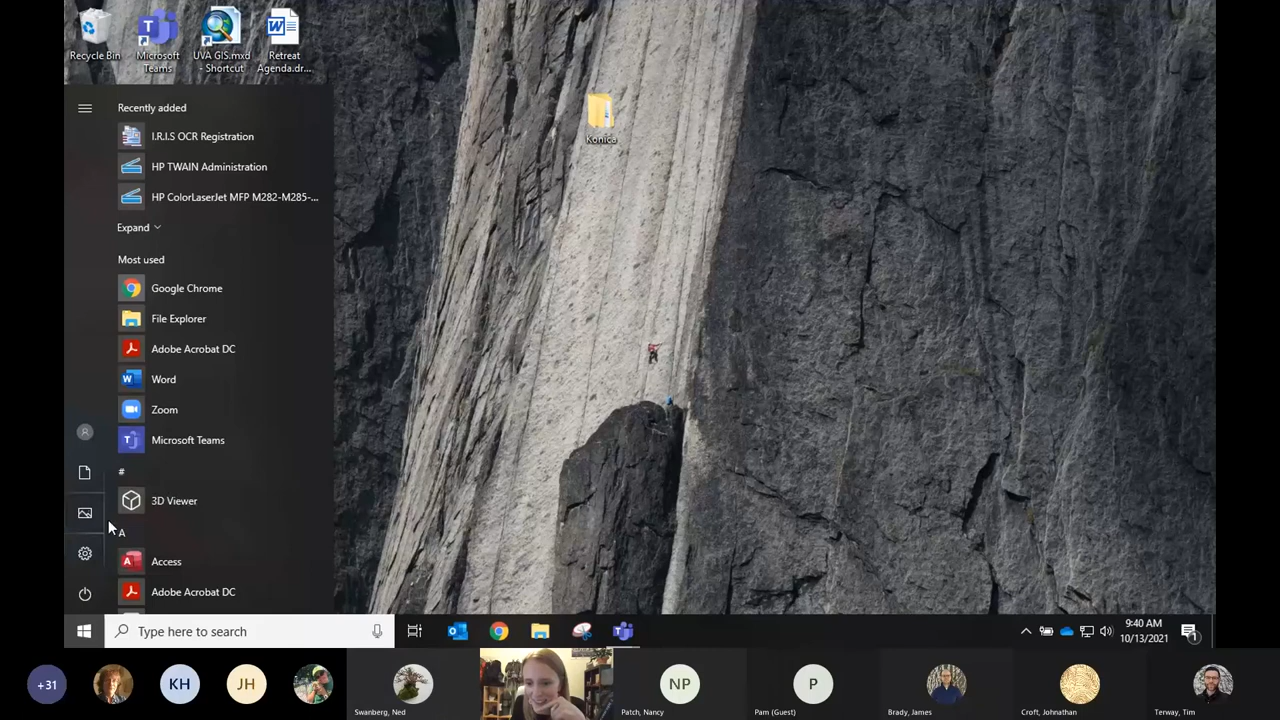 Recycle Bin
Microsoft
Teams
UVA GIS.mxd
- Shortcut
Retreat
Agenda.dr...
Konica
Recently added
I.R.I.S OCR Registration
HP TWAIN Administration
HP ColorLaserJet MFP M282-M285-...
Expand
Most used
Google Chrome
File Explorer
Adobe Acrobat DC
Word
Zoom
Microsoft Teams
#
3D Viewer
A
Access
Adobe Acrobat DC
Type here to search
9:40 AM
10/13/2021
1
+31
KH
JH
NP
P
Swanberg, Ned
Patch, Nancy
Pam (Guest)
Brady, James
Croft, Johnathan
Terway, Tim